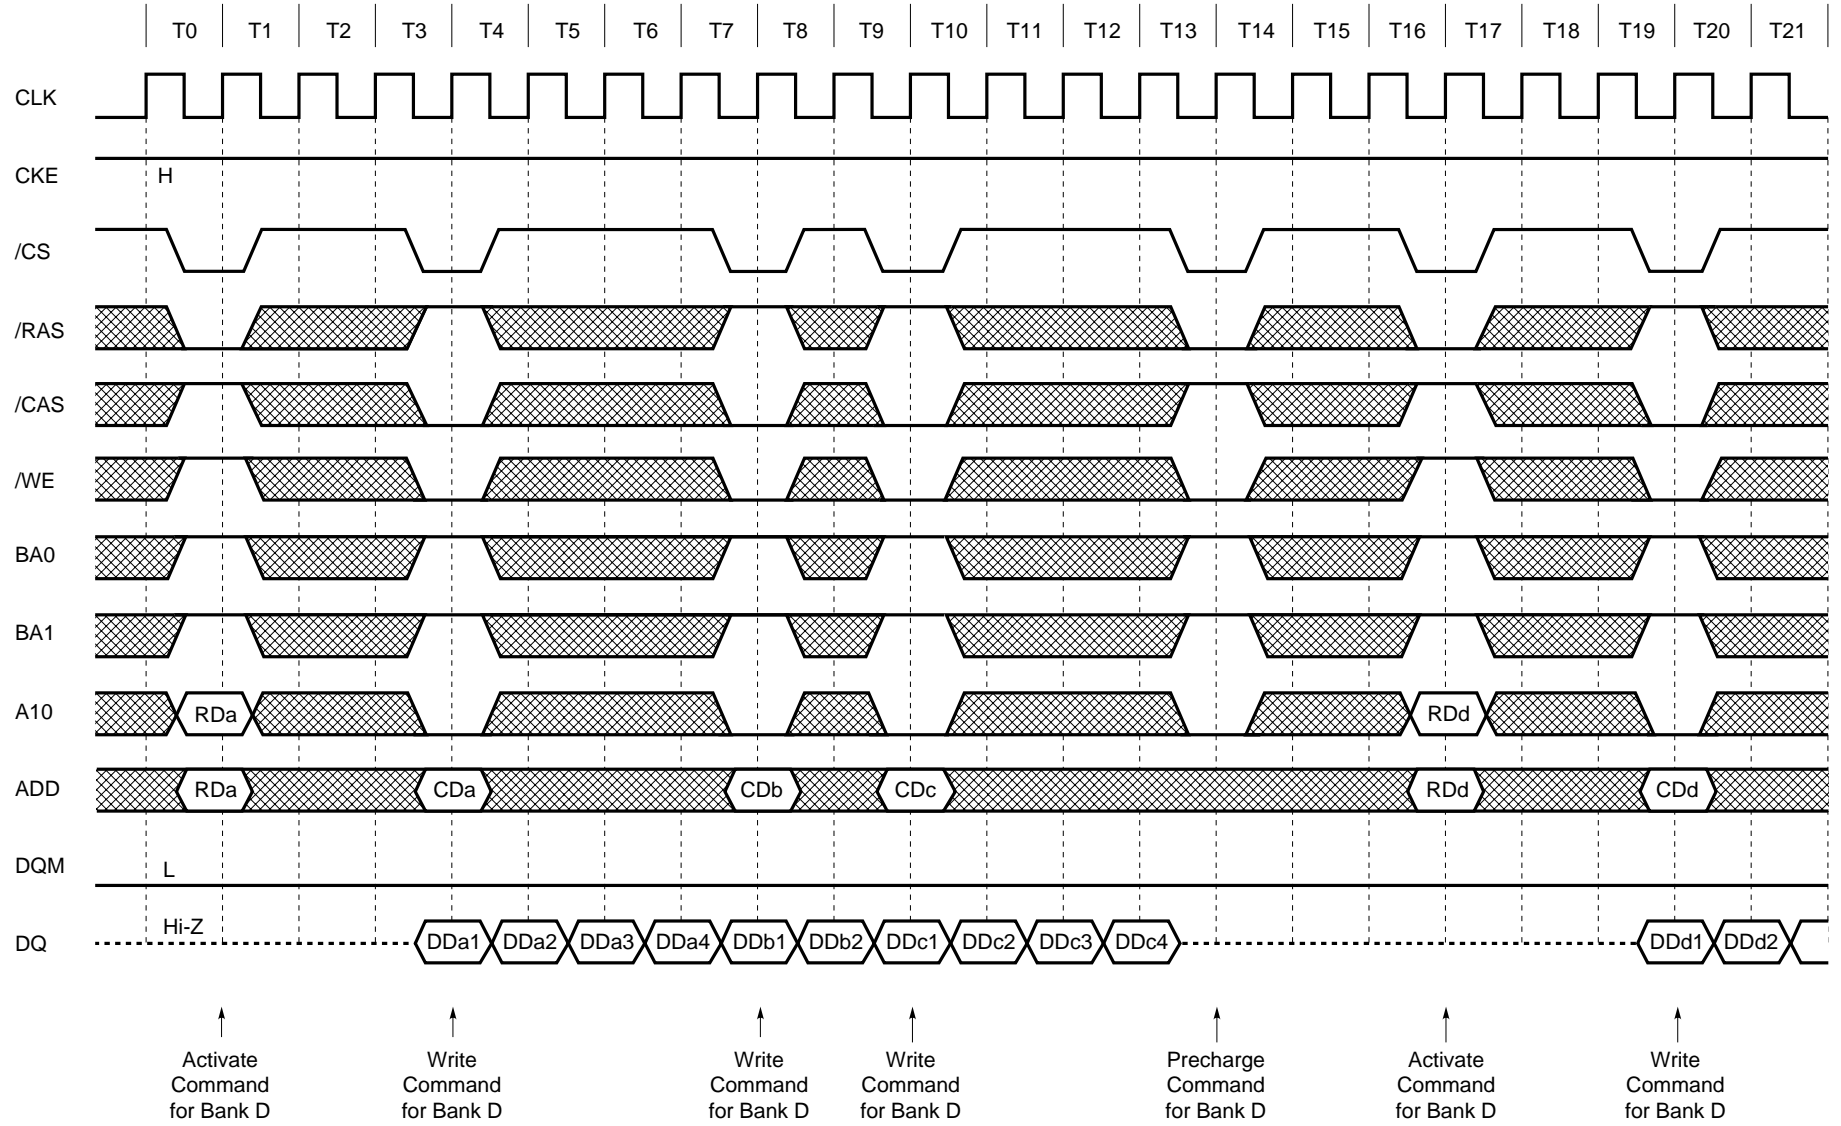 T0 T1 T2 T3 T4 T5 T6 T7 T8 T9 T10 T11 T12 T13 T14 T15 T16 T17 T18 T19 T20 T21
CLK
CKE H
/CS
/RAS
/CAS
/WE
BA0
BA1
A10 RDa RDd
ADD RDa CDa CDb CDc RDd CDd
DQM L
DQ Hi-Z DDa1 DDa2 DDa3 DDa4 DDb1 DDb2 DDc1 DDc2 DDc3 DDc4 DDd1 DDd2
Activate
Command
for Bank D
Write
Command
for Bank D
Write
Command
for Bank D
Write
Command
for Bank D
Precharge
Command
for Bank D
Activate
Command
for Bank D
Write
Command
for Bank D